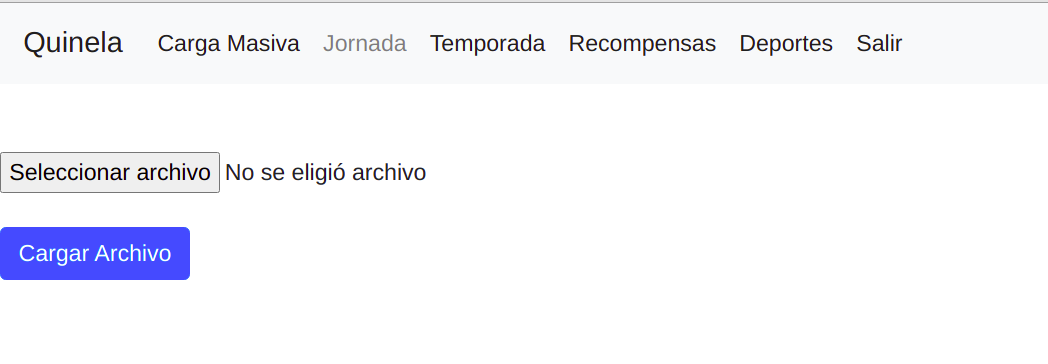 Quinela Carga Masiva Jornada Temporada Recompensas Deportes Salir
Seleccionar archivo No se eligió archivo
Cargar Archivo